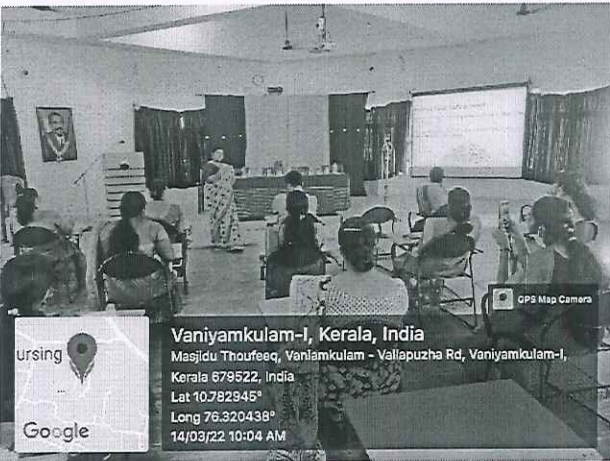 GPS Map Camera
ursing
Google
Vaniyamkulam-I, Kerala, India
Masjidu Thoufeeq, Vaniamkulam - Vallapuzha Rd, Vaniyamkulam-I,
Kerala 679522, India
Lat 10.782945°
Long 76.320438°
14/03/22 10:04 AM